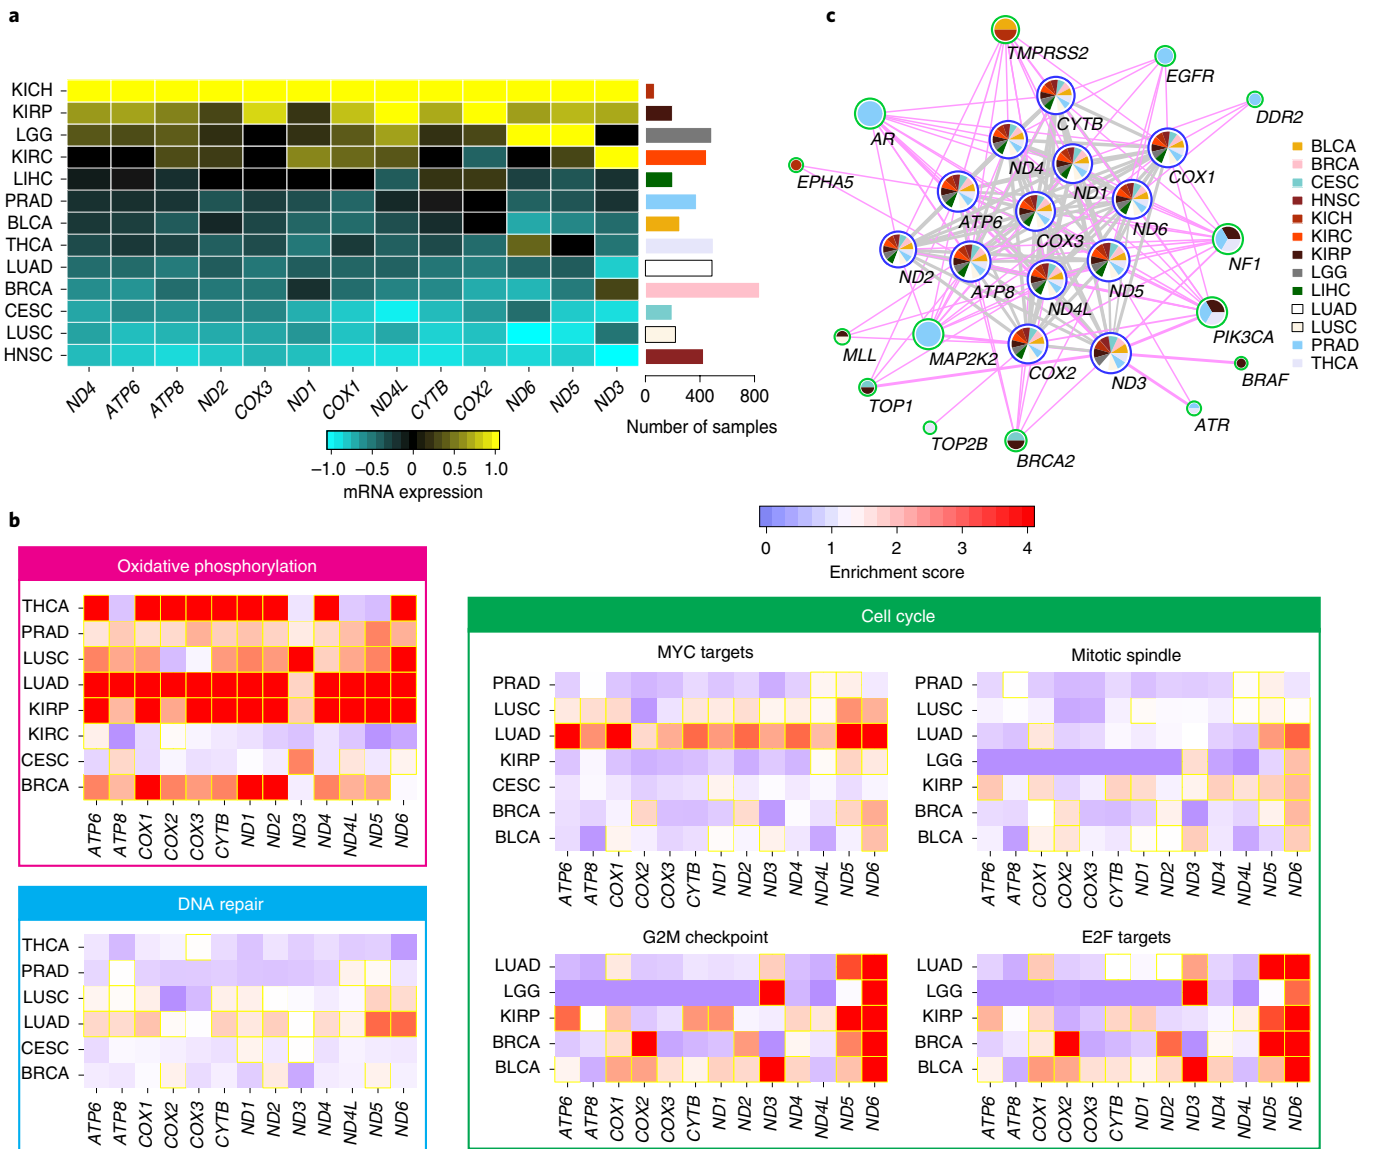 a
KICH
KIRP
LGG
KIRC
LIHC
PRAD
BLCA
THCA
LUAD
BRCA
CESC
LUSC
HNSC
ND4 ATP6 ATP8 ND2 COX3 ND1 COX1 ND4L CYTB COX2 ND6 ND5 ND3
0 400 800
Number of samples
−1.0 −0.5 0 0.5 1.0
mRNA expression
c
TMPRSS2
EGFR
DDR2
CYTB
AR
ND4
COX1
ND1
EPHA5
ATP6
ND6
COX3
NF1
ND2
ATP8
ND5
ND4L
PIK3CA
MLL
MAP2K2
COX2
ND3
BRAF
TOP1
ATR
TOP2B
BRCA2
BLCA
BRCA
CESC
HNSC
KICH
KIRC
KIRP
LGG
LIHC
LUAD
LUSC
PRAD
THCA
b
0 1 2 3 4
Enrichment score
Oxidative phosphorylation
THCA
PRAD
LUSC
LUAD
KIRP
KIRC
CESC
BRCA
ATP6 ATP8 COX1 COX2 COX3 CYTB ND1 ND2 ND3 ND4 ND4L ND5 ND6
DNA repair
THCA
PRAD
LUSC
LUAD
CESC
BRCA
ATP6 ATP8 COX1 COX2 COX3 CYTB ND1 ND2 ND3 ND4 ND4L ND5 ND6
Cell cycle
MYC targets
PRAD
LUSC
LUAD
KIRP
CESC
BRCA
BLCA
ATP6 ATP8 COX1 COX2 COX3 CYTB ND1 ND2 ND3 ND4 ND4L ND5 ND6
Mitotic spindle
PRAD
LUSC
LUAD
LGG
KIRP
BRCA
BLCA
ATP6 ATP8 COX1 COX2 COX3 CYTB ND1 ND2 ND3 ND4 ND4L ND5 ND6
G2M checkpoint
LUAD
LGG
KIRP
BRCA
BLCA
ATP6 ATP8 COX1 COX2 COX3 CYTB ND1 ND2 ND3 ND4 ND4L ND5 ND6
E2F targets
LUAD
LGG
KIRP
BRCA
BLCA
ATP6 ATP8 COX1 COX2 COX3 CYTB ND1 ND2 ND3 ND4 ND4L ND5 ND6